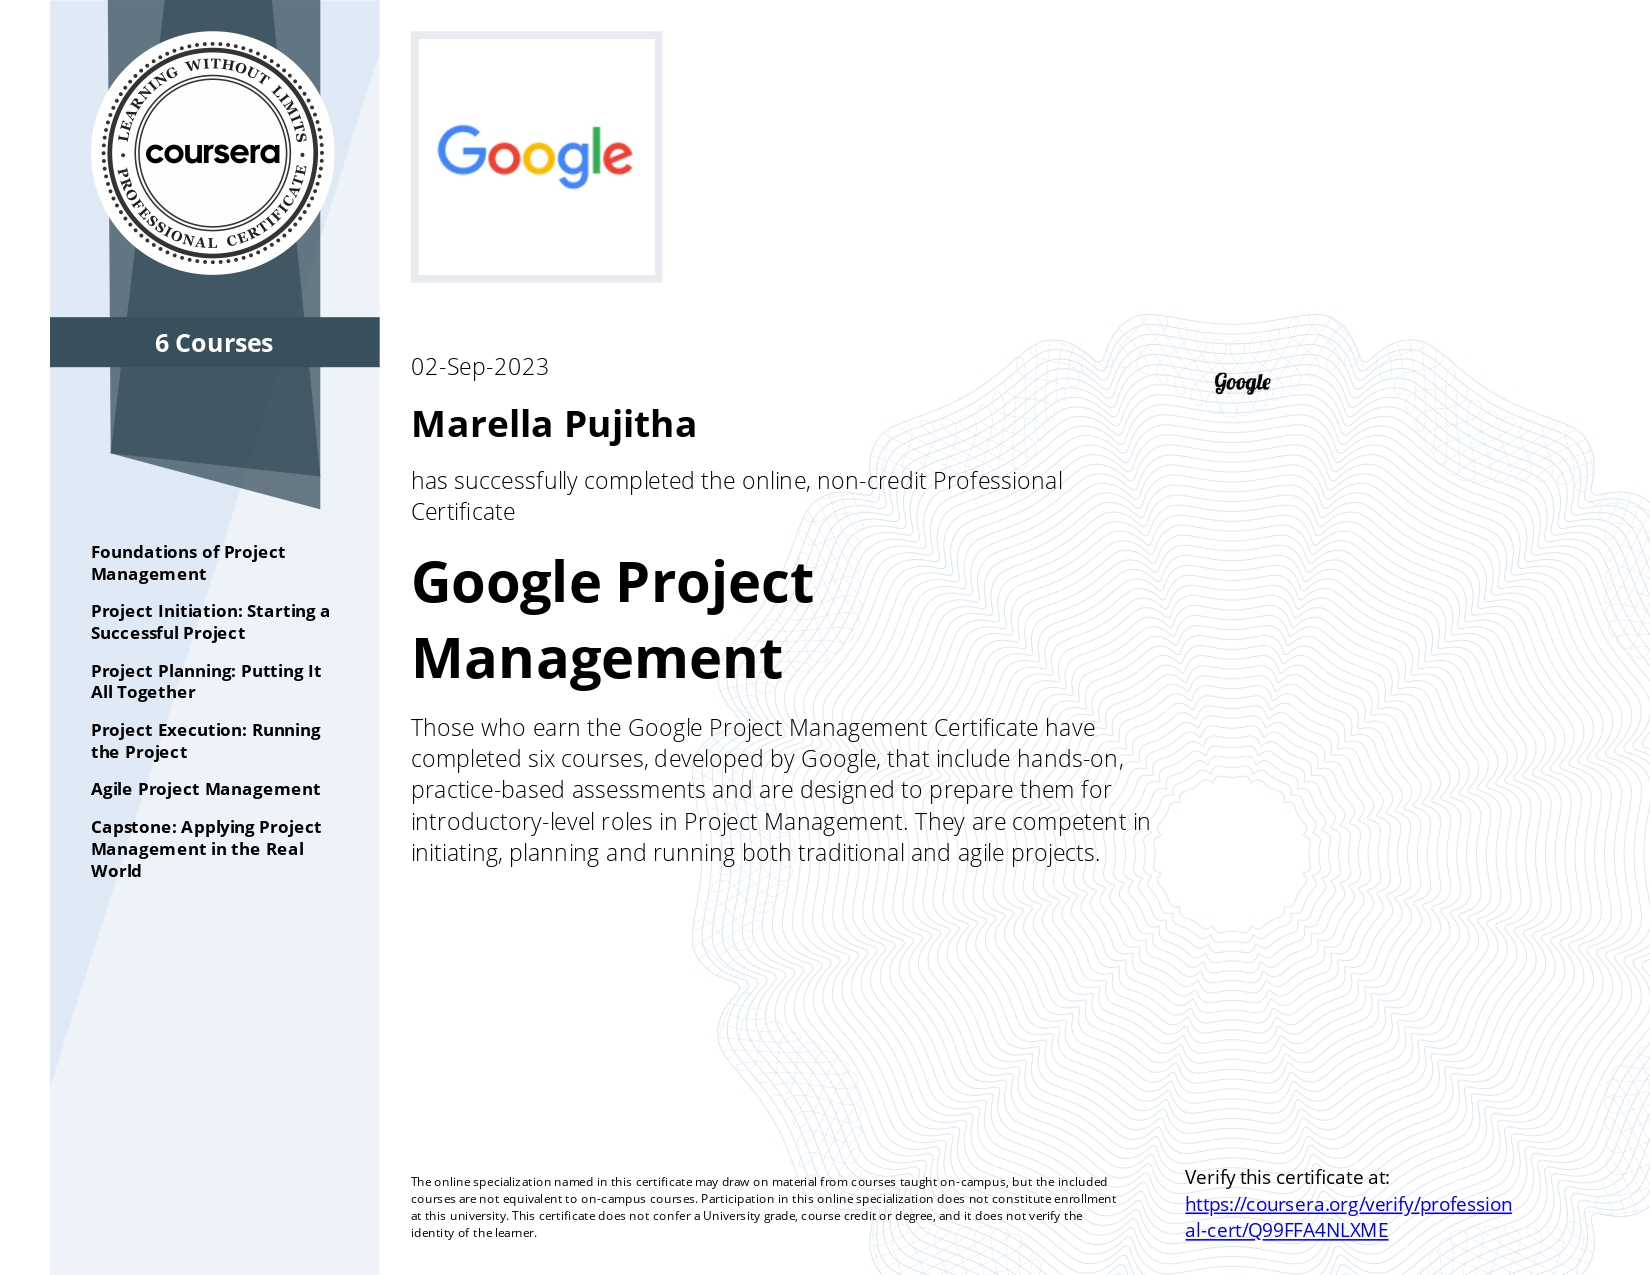 LEARNING WITHOUT LIMITS
coursera
PROFESSIONAL CERTIFICATE
6 Courses
Foundations of Project
Management
Project Initiation: Starting a
Successful Project
Project Planning: Putting It
All Together
Project Execution: Running
the Project
Agile Project Management
Capstone: Applying Project
Management in the Real
World
Google
02-Sep-2023
Google
Marella Pujitha
has successfully completed the online, non-credit Professional
Certificate
Google Project
Management
Those who earn the Google Project Management Certificate have
completed six courses, developed by Google, that include hands-on,
practice-based assessments and are designed to prepare them for
introductory-level roles in Project Management. They are competent in
initiating, planning and running both traditional and agile projects.
The online specialization named in this certificate may draw on material from courses taught on-campus, but the included
courses are not equivalent to on-campus courses. Participation in this online specialization does not constitute enrollment
at this university. This certificate does not confer a University grade, course credit or degree, and it does not verify the
identity of the learner.
Verify this certificate at:
https://coursera.org/verify/profession
al-cert/Q99FFA4NLXME